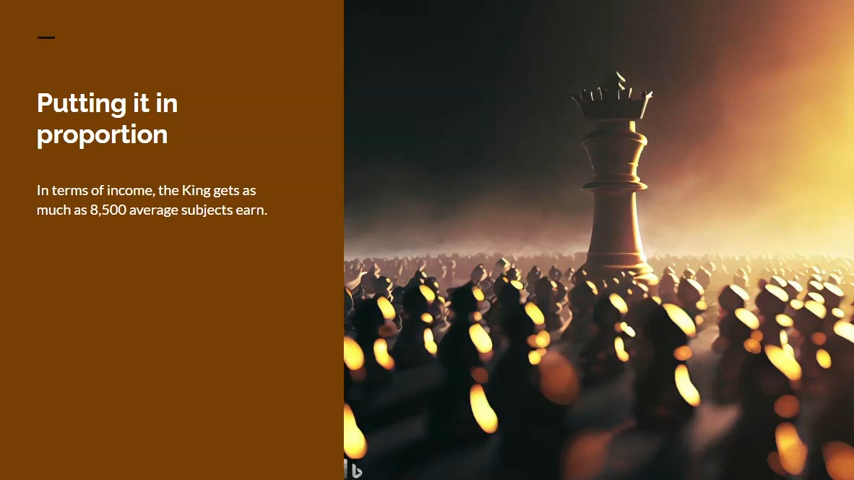 Putting it in
proportion
In terms of income, the King gets as
much as 8,500 average subjects earn.